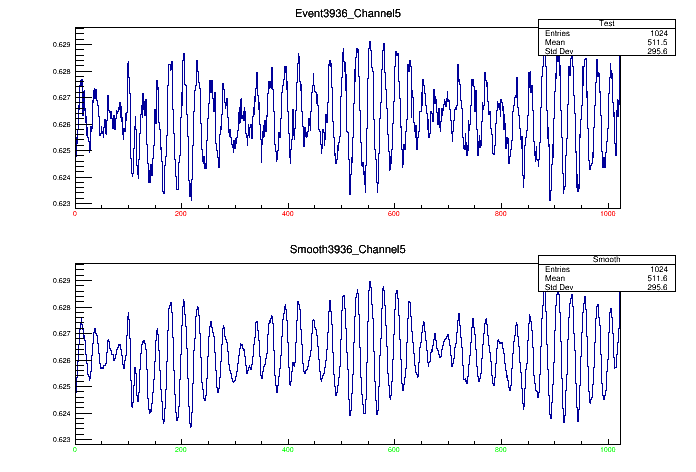 Event3936_Channel5
Test
Entries 1024
Mean 511.5
Std Dev 295.6
0.629
0.628
0.627
0.626
0.625
0.624
0.623
0 200 400 600 800 1000
Smooth3936_Channel5
Smooth
Entries 1024
Mean 511.6
Std Dev 295.6
0.629
0.628
0.627
0.626
0.625
0.624
0.623
0 200 400 600 800 1000